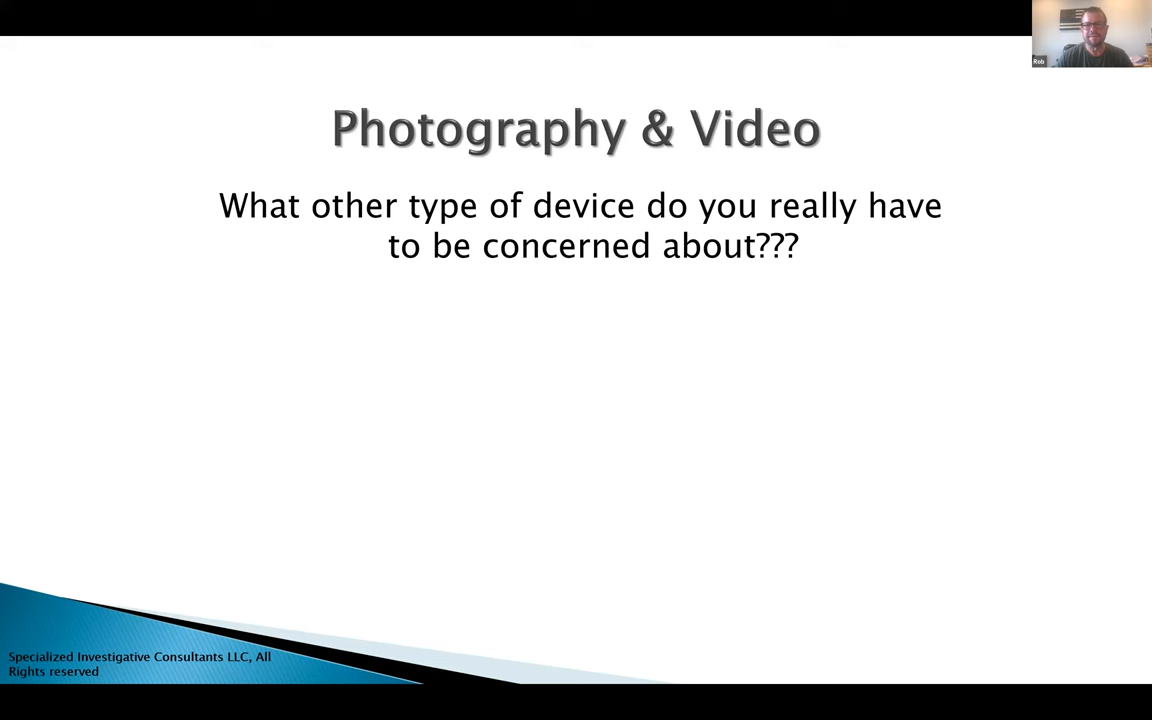 Rob
Photography & Video
What other type of device do you really have
to be concerned about???
Specialized Investigative Consultants LLC, All
Rights reserved